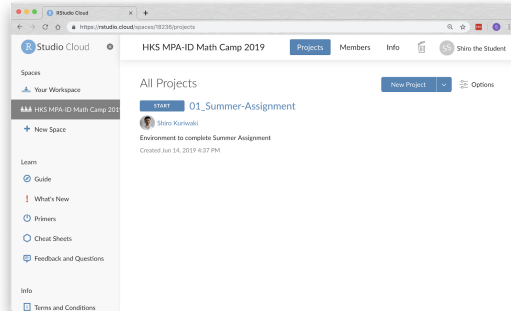 RStudio Cloud
https://rstudio.cloud/spaces/18236/projects
R Studio Cloud
HKS MPA-ID Math Camp 2019
Projects
Members
Info
SS
Shiro the Student
Spaces
Your Workspace
HKS MPA-ID Math Camp 201
New Space
Learn
Guide
What's New
Primers
Cheat Sheets
Feedback and Questions
Info
Terms and Conditions
All Projects
New Project
Options
START
01_Summer-Assignment
Shiro Kuriwaki
Environment to complete Summer Assignment
Created Jun 14, 2019 4:37 PM